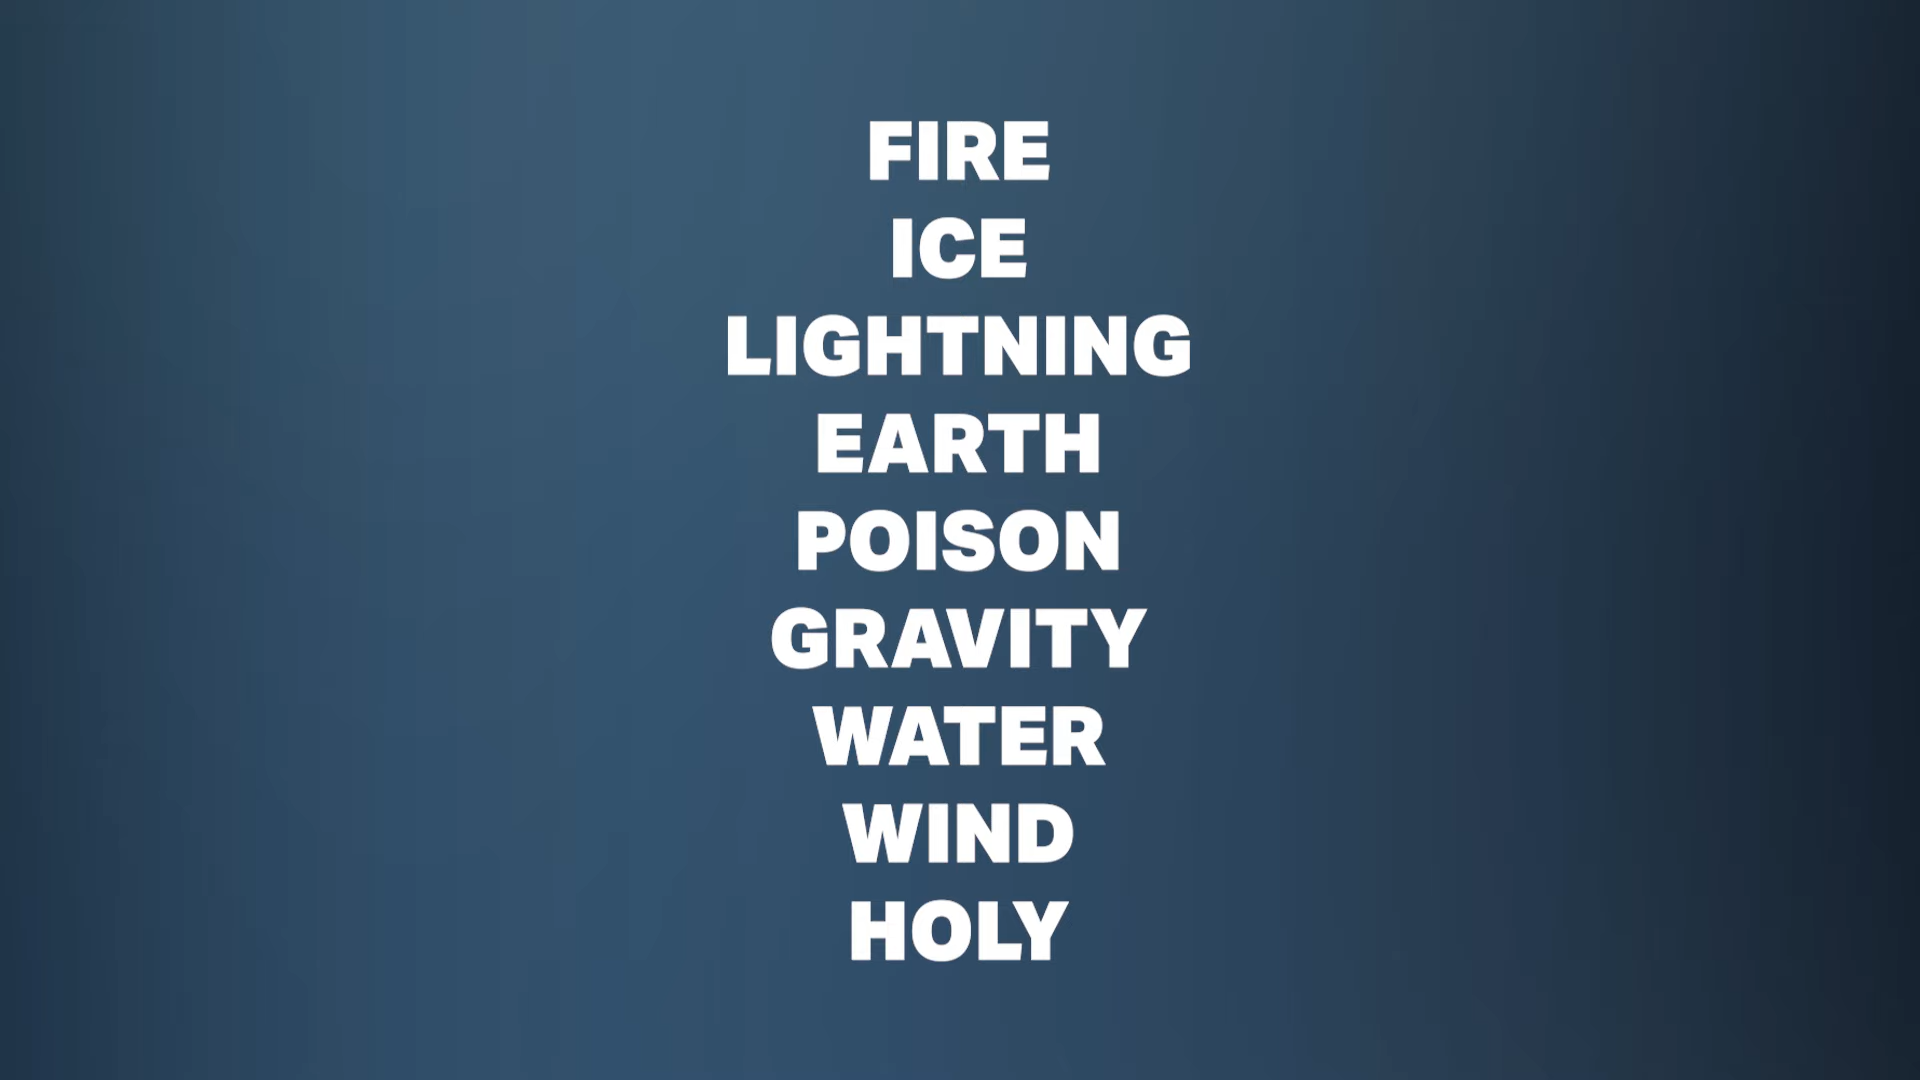 FIRE
ICE
LIGHTNING
EARTH
POISON
GRAVITY
WATER
WIND
HOLY